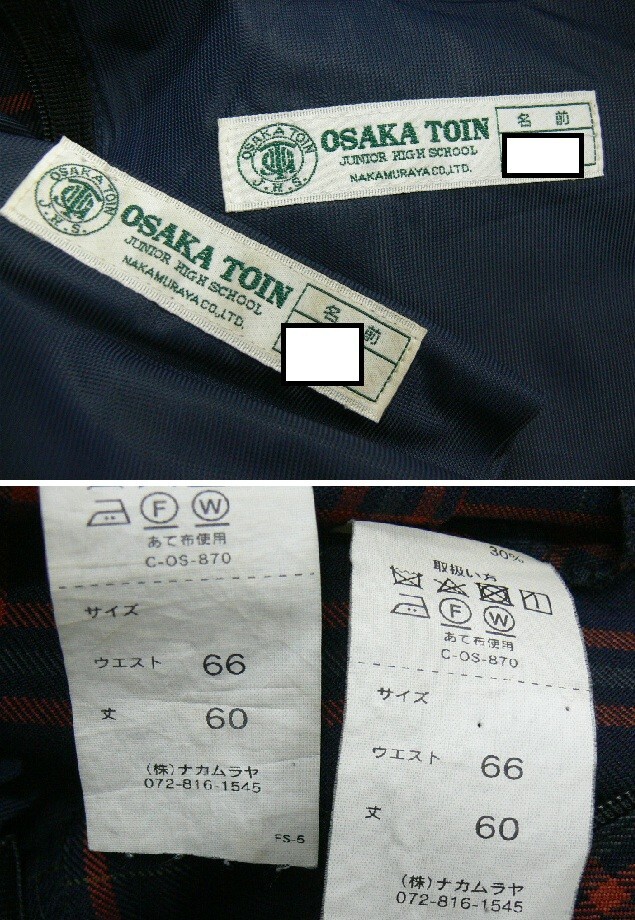 OSAKA TOIN
J.H.S.
OSAKA TOIN
JUNIOR HIGH SCHOOL
NAKAMURAYA CO.,LTD.
名 前
OSAKA TOIN
J.H.S.
OSAKA TOIN
JUNIOR HIGH SCHOOL
NAKAMURAYA CO.,LTD.
名 前
F W
あて布使用
C-OS-870
サイズ
ウエスト 66
丈 60
(株)ナカムラヤ
072-816-1545
FS-5
30%
取扱い方
F W
あて布使用
C-OS-870
サイズ
ウエスト 66
丈 60
(株)ナカムラヤ
072-816-1545